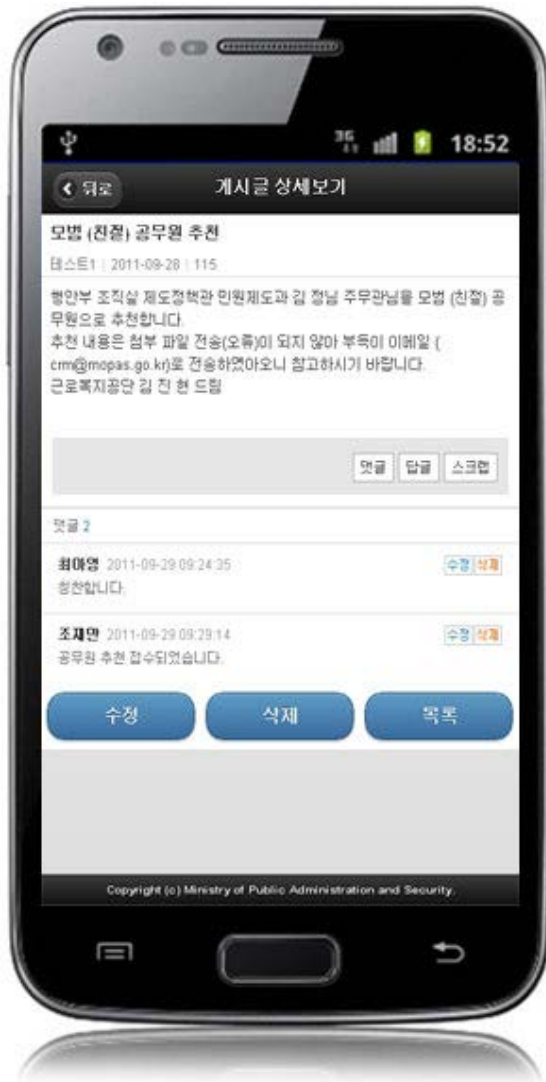 3G
18:52
뒤로
게시글 상세보기
모범 (친절) 공무원 추천
테스트1 | 2011-09-28 | 115
행안부 조직실 제도정책관 민원제도과 김 정님 주무관님을 모범 (친절) 공
무원으로 추천합니다.
추천 내용은 첨부 파일 전송(오류)이 되지 않아 부득이 이메일 (
crm@mopas.go.kr)로 전송하였아오니 참고하시기 바랍니다.
근로복지공단 김 진 현 드림
댓글 답글 스크랩
댓글 2
최아영 2011-09-29 09:24:35 수정 삭제
칭찬합니다.
조재만 2011-09-29 09:29:14 수정 삭제
공무원 추천 접수되었습니다.
수정 삭제 목록
Copyright (c) Ministry of Public Administration and Security.